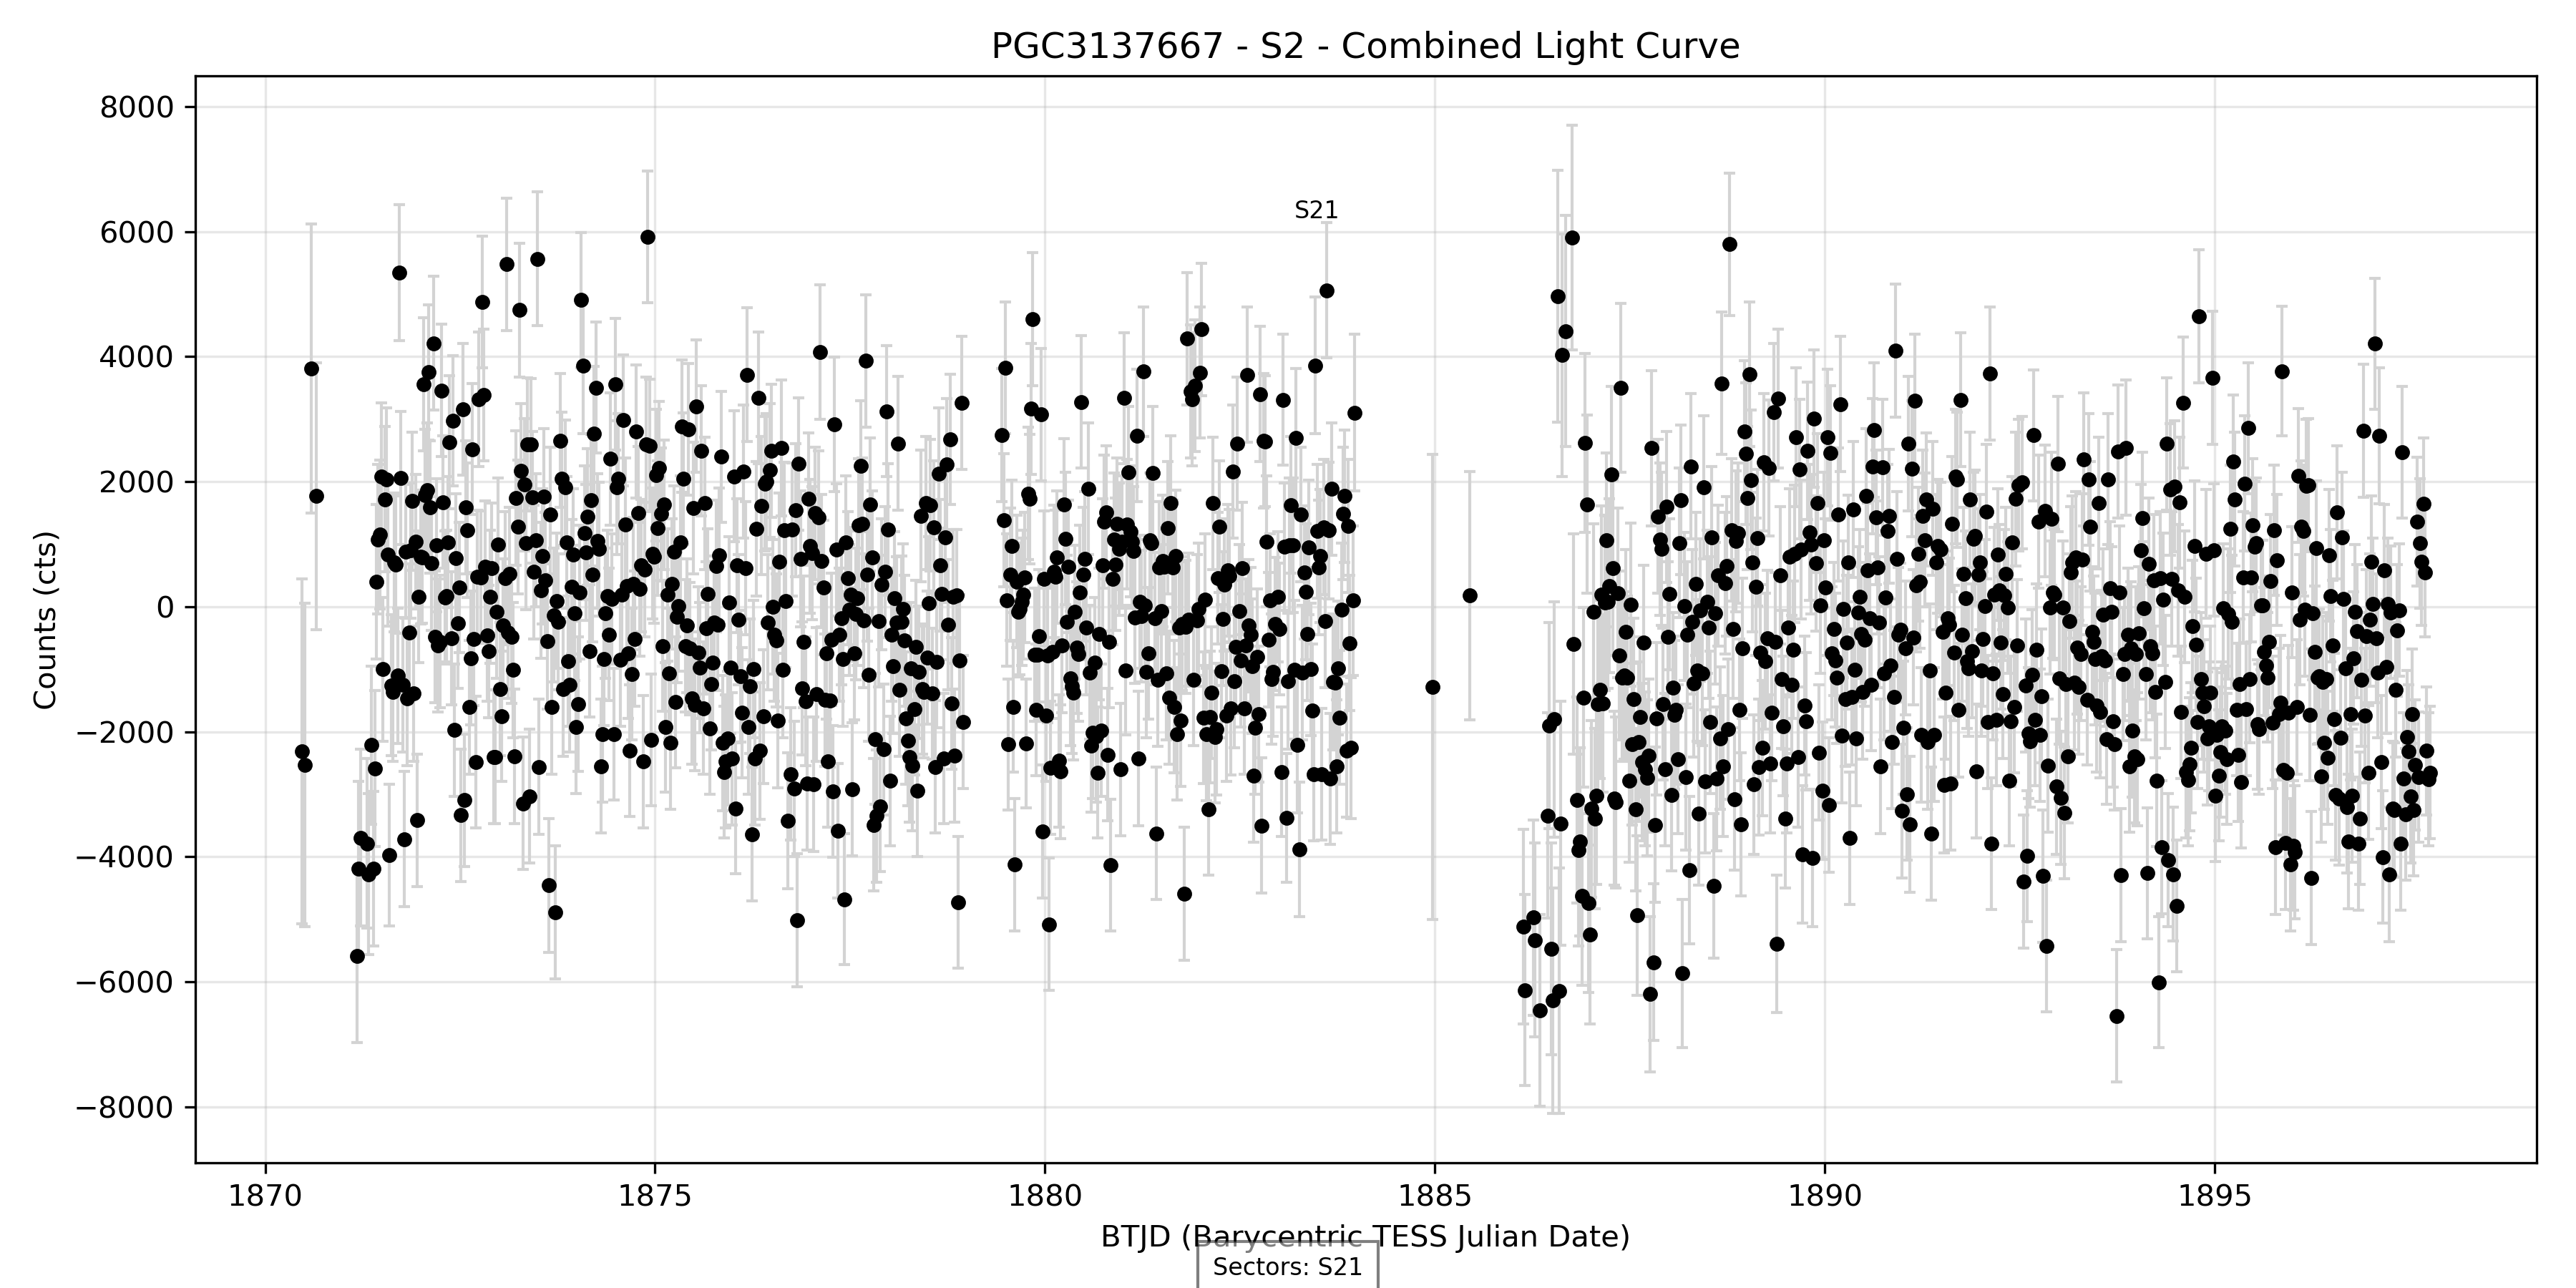 PGC3137667 - S2 - Combined Light Curve
Counts (cts)
8000
6000
4000
2000
0
−2000
−4000
−6000
−8000
S21
1870 1875 1880 1885 1890 1895
BTJD (Barycentric TESS Julian Date)
Sectors: S21